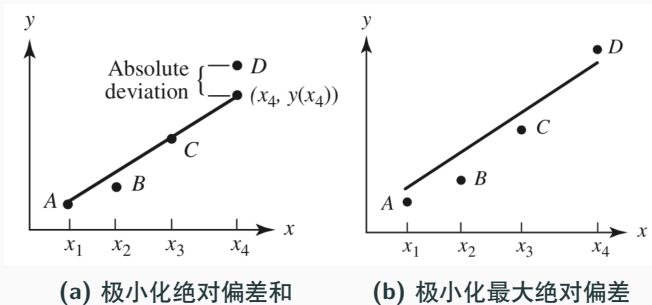 y
Absolute
deviation
D
(x4, y(x4))
C
B
A
x
x1 x2 x3 x4
(a) 极小化绝对偏差和
y
D
C
B
A
x
x1 x2 x3 x4
(b) 极小化最大绝对偏差